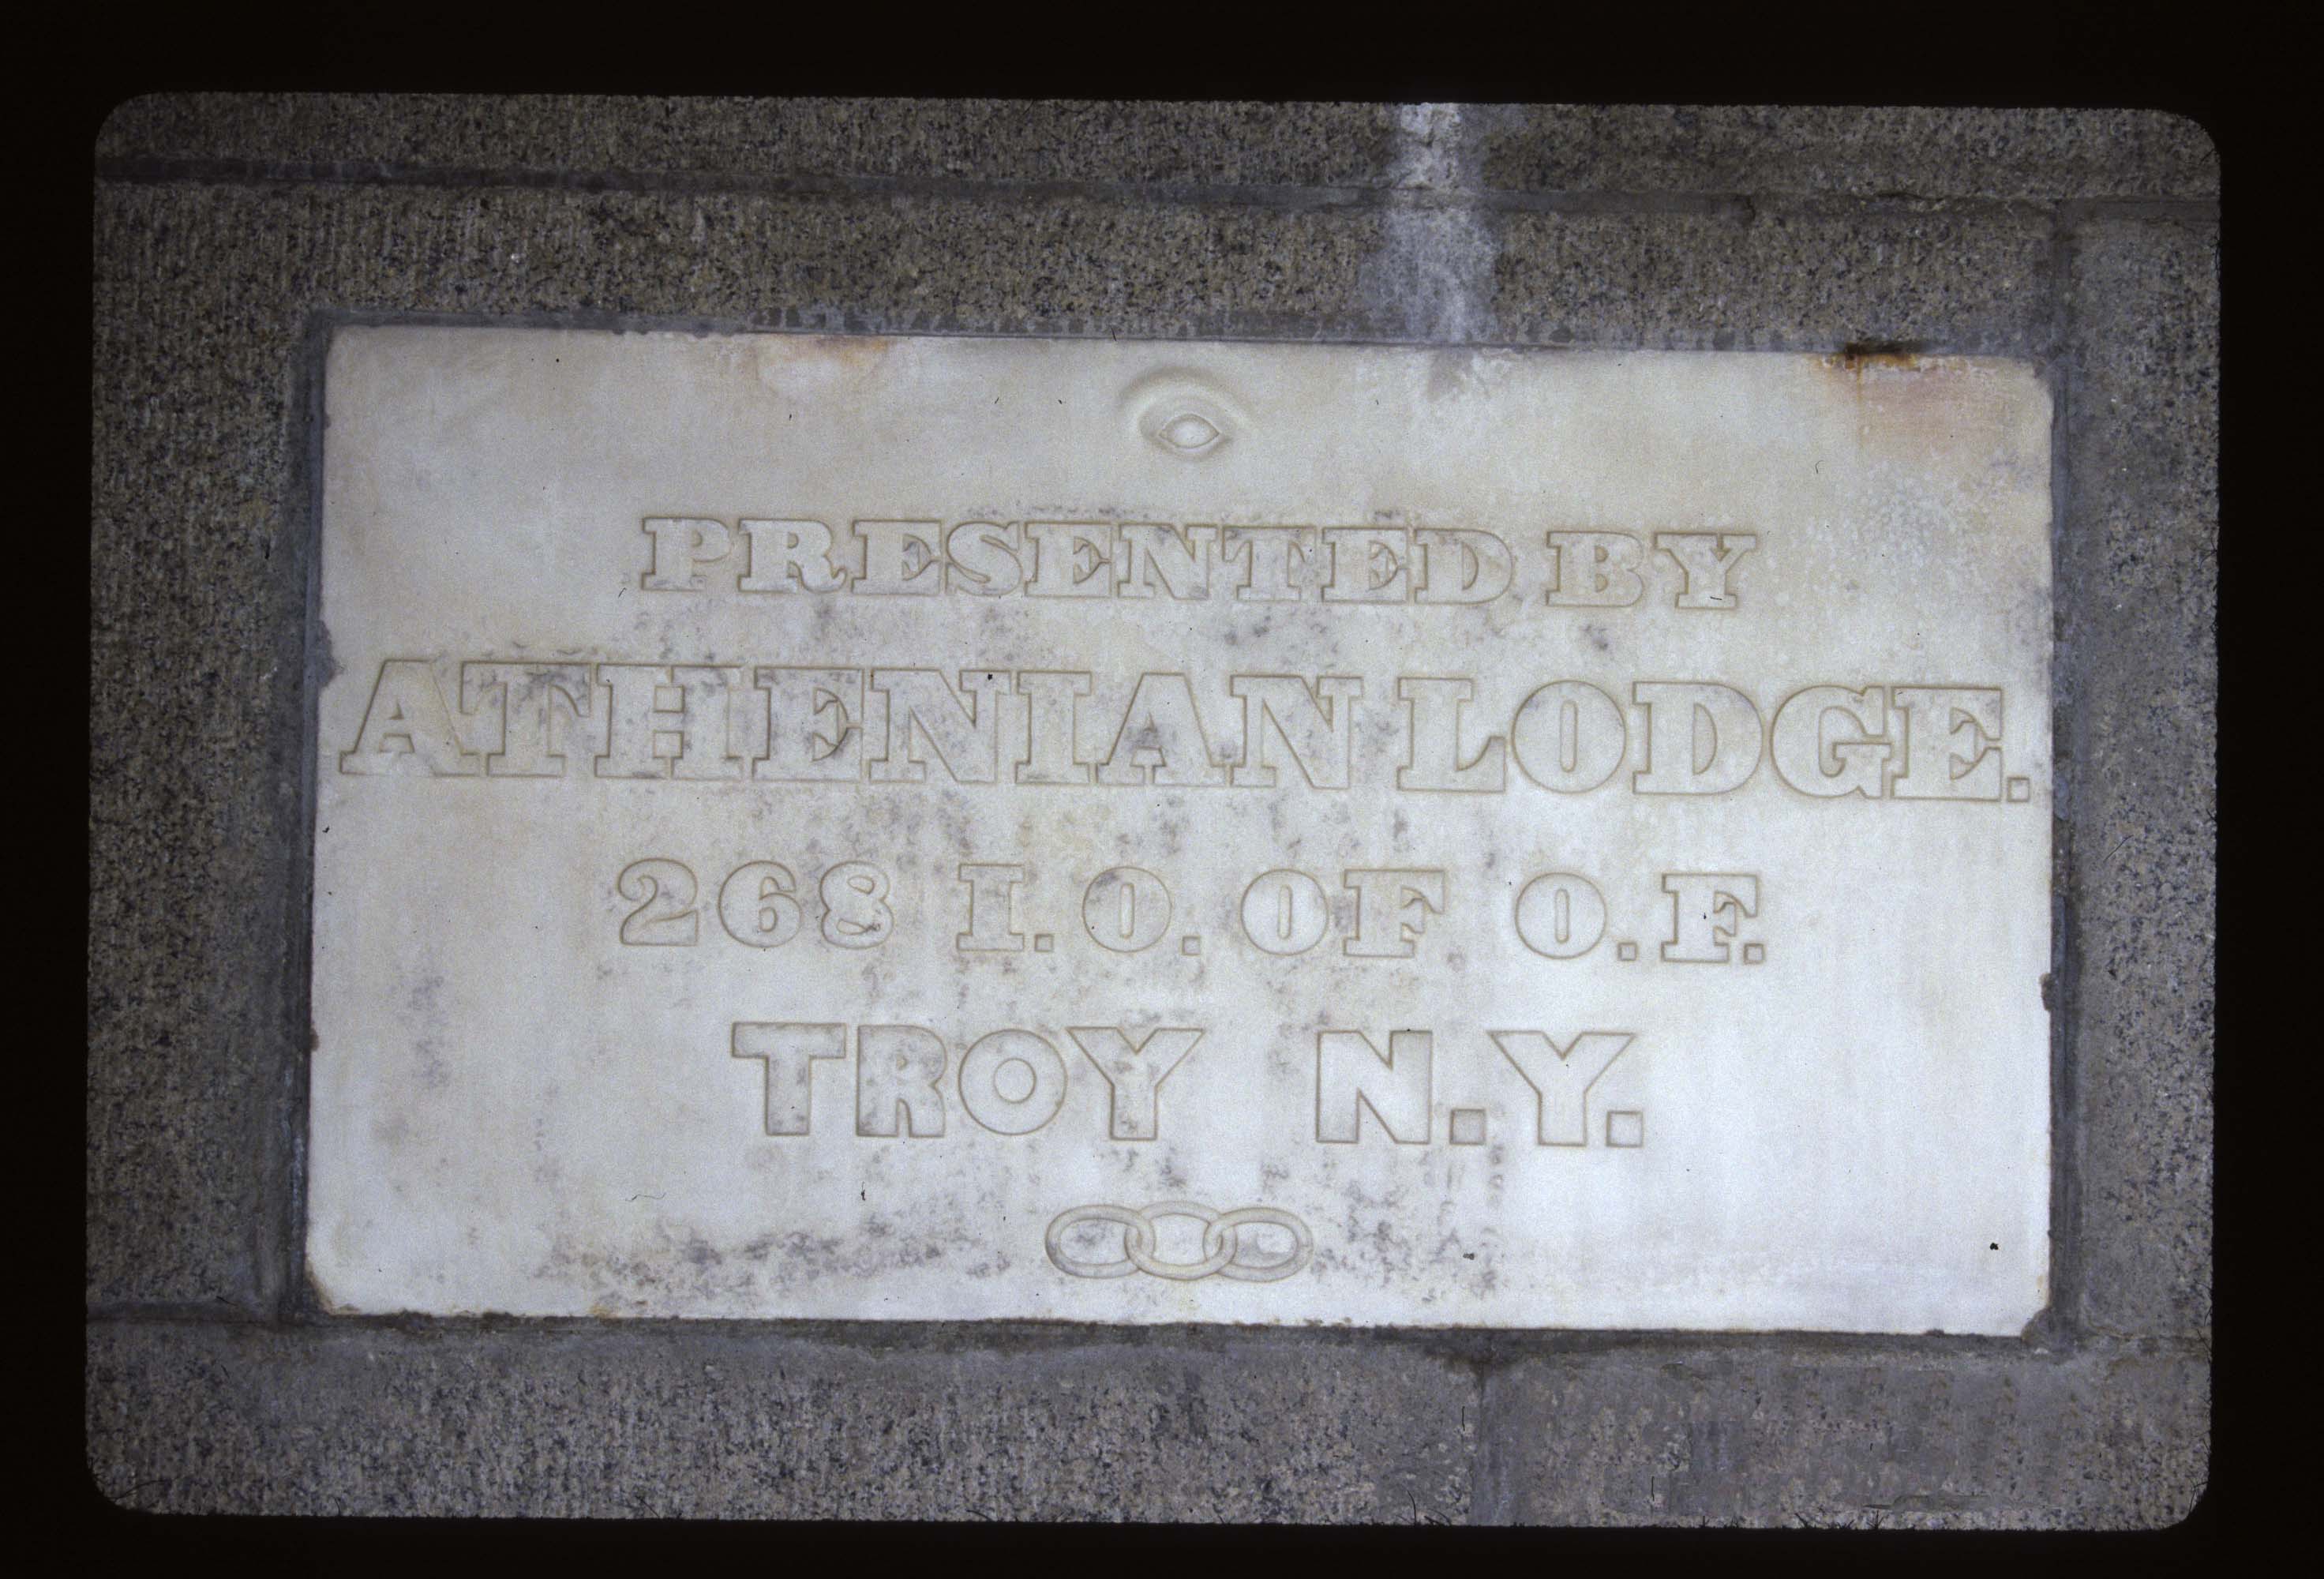 PRESENTED BY
ATHENIAN LODGE.
268 I.O. OF O.F.
TROY N.Y.